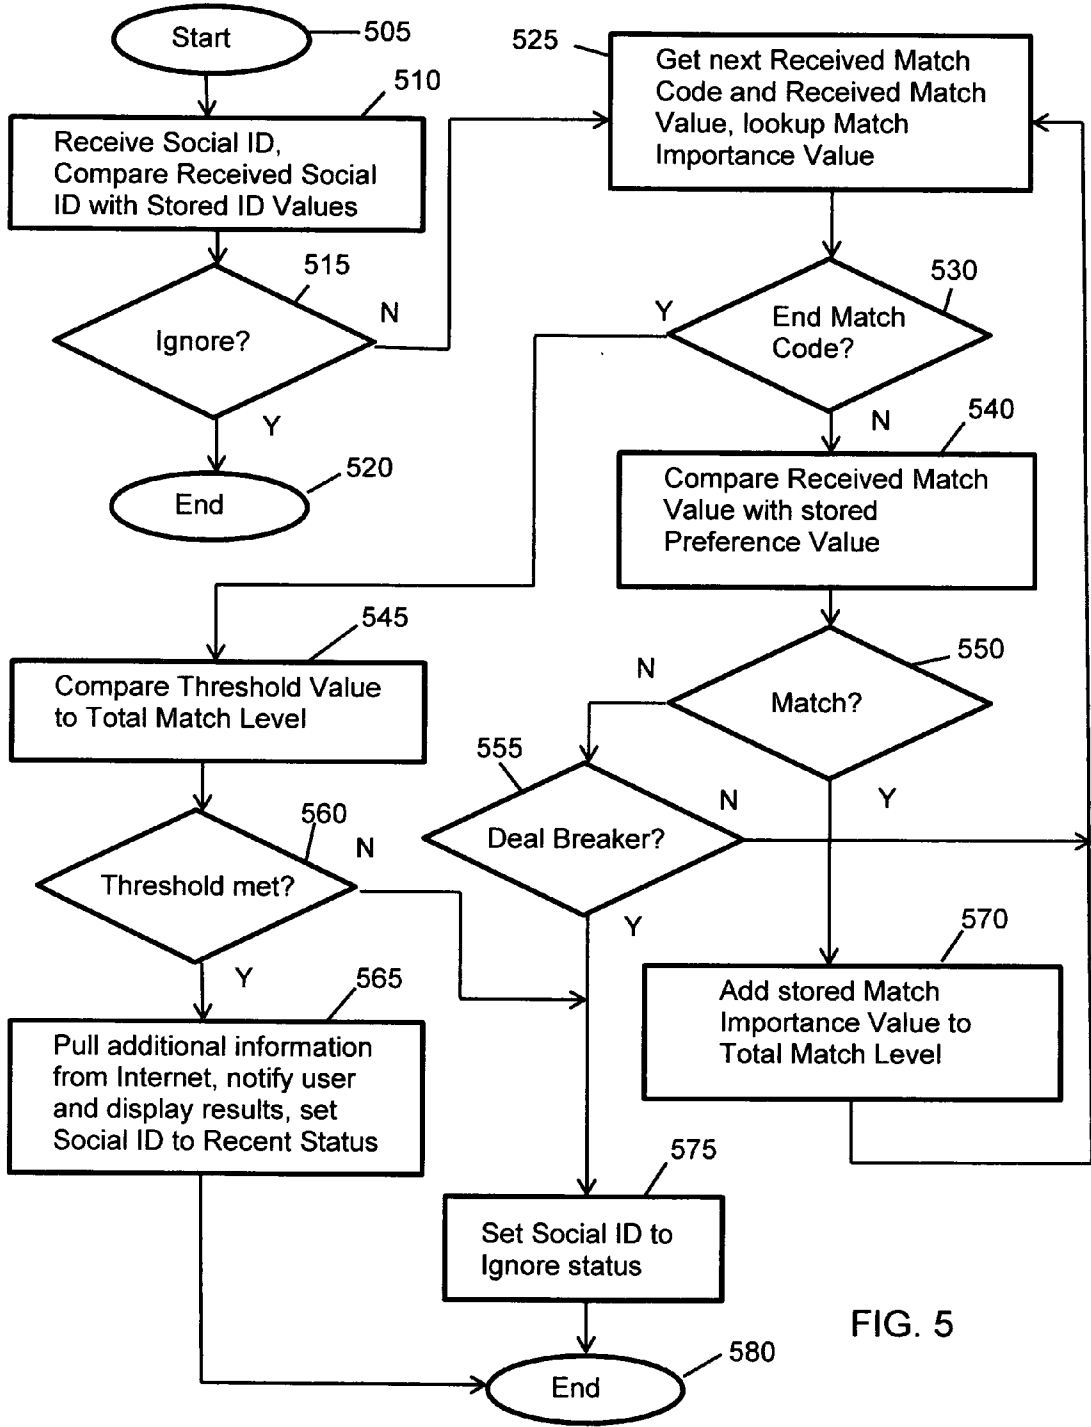 Start
505
510
Receive Social ID,
Compare Received Social
ID with Stored ID Values
515
Ignore?
N
Y
520
End
525
Get next Received Match
Code and Received Match
Value, lookup Match
Importance Value
530
Y
End Match
Code?
N
540
Compare Received Match
Value with stored
Preference Value
545
Compare Threshold Value
to Total Match Level
550
N
Match?
Y
555
N
Deal Breaker?
Y
560
N
Threshold met?
Y
565
Pull additional information
from Internet, notify user
and display results, set
Social ID to Recent Status
570
Add stored Match
Importance Value to
Total Match Level
575
Set Social ID to
Ignore status
580
End
FIG. 5